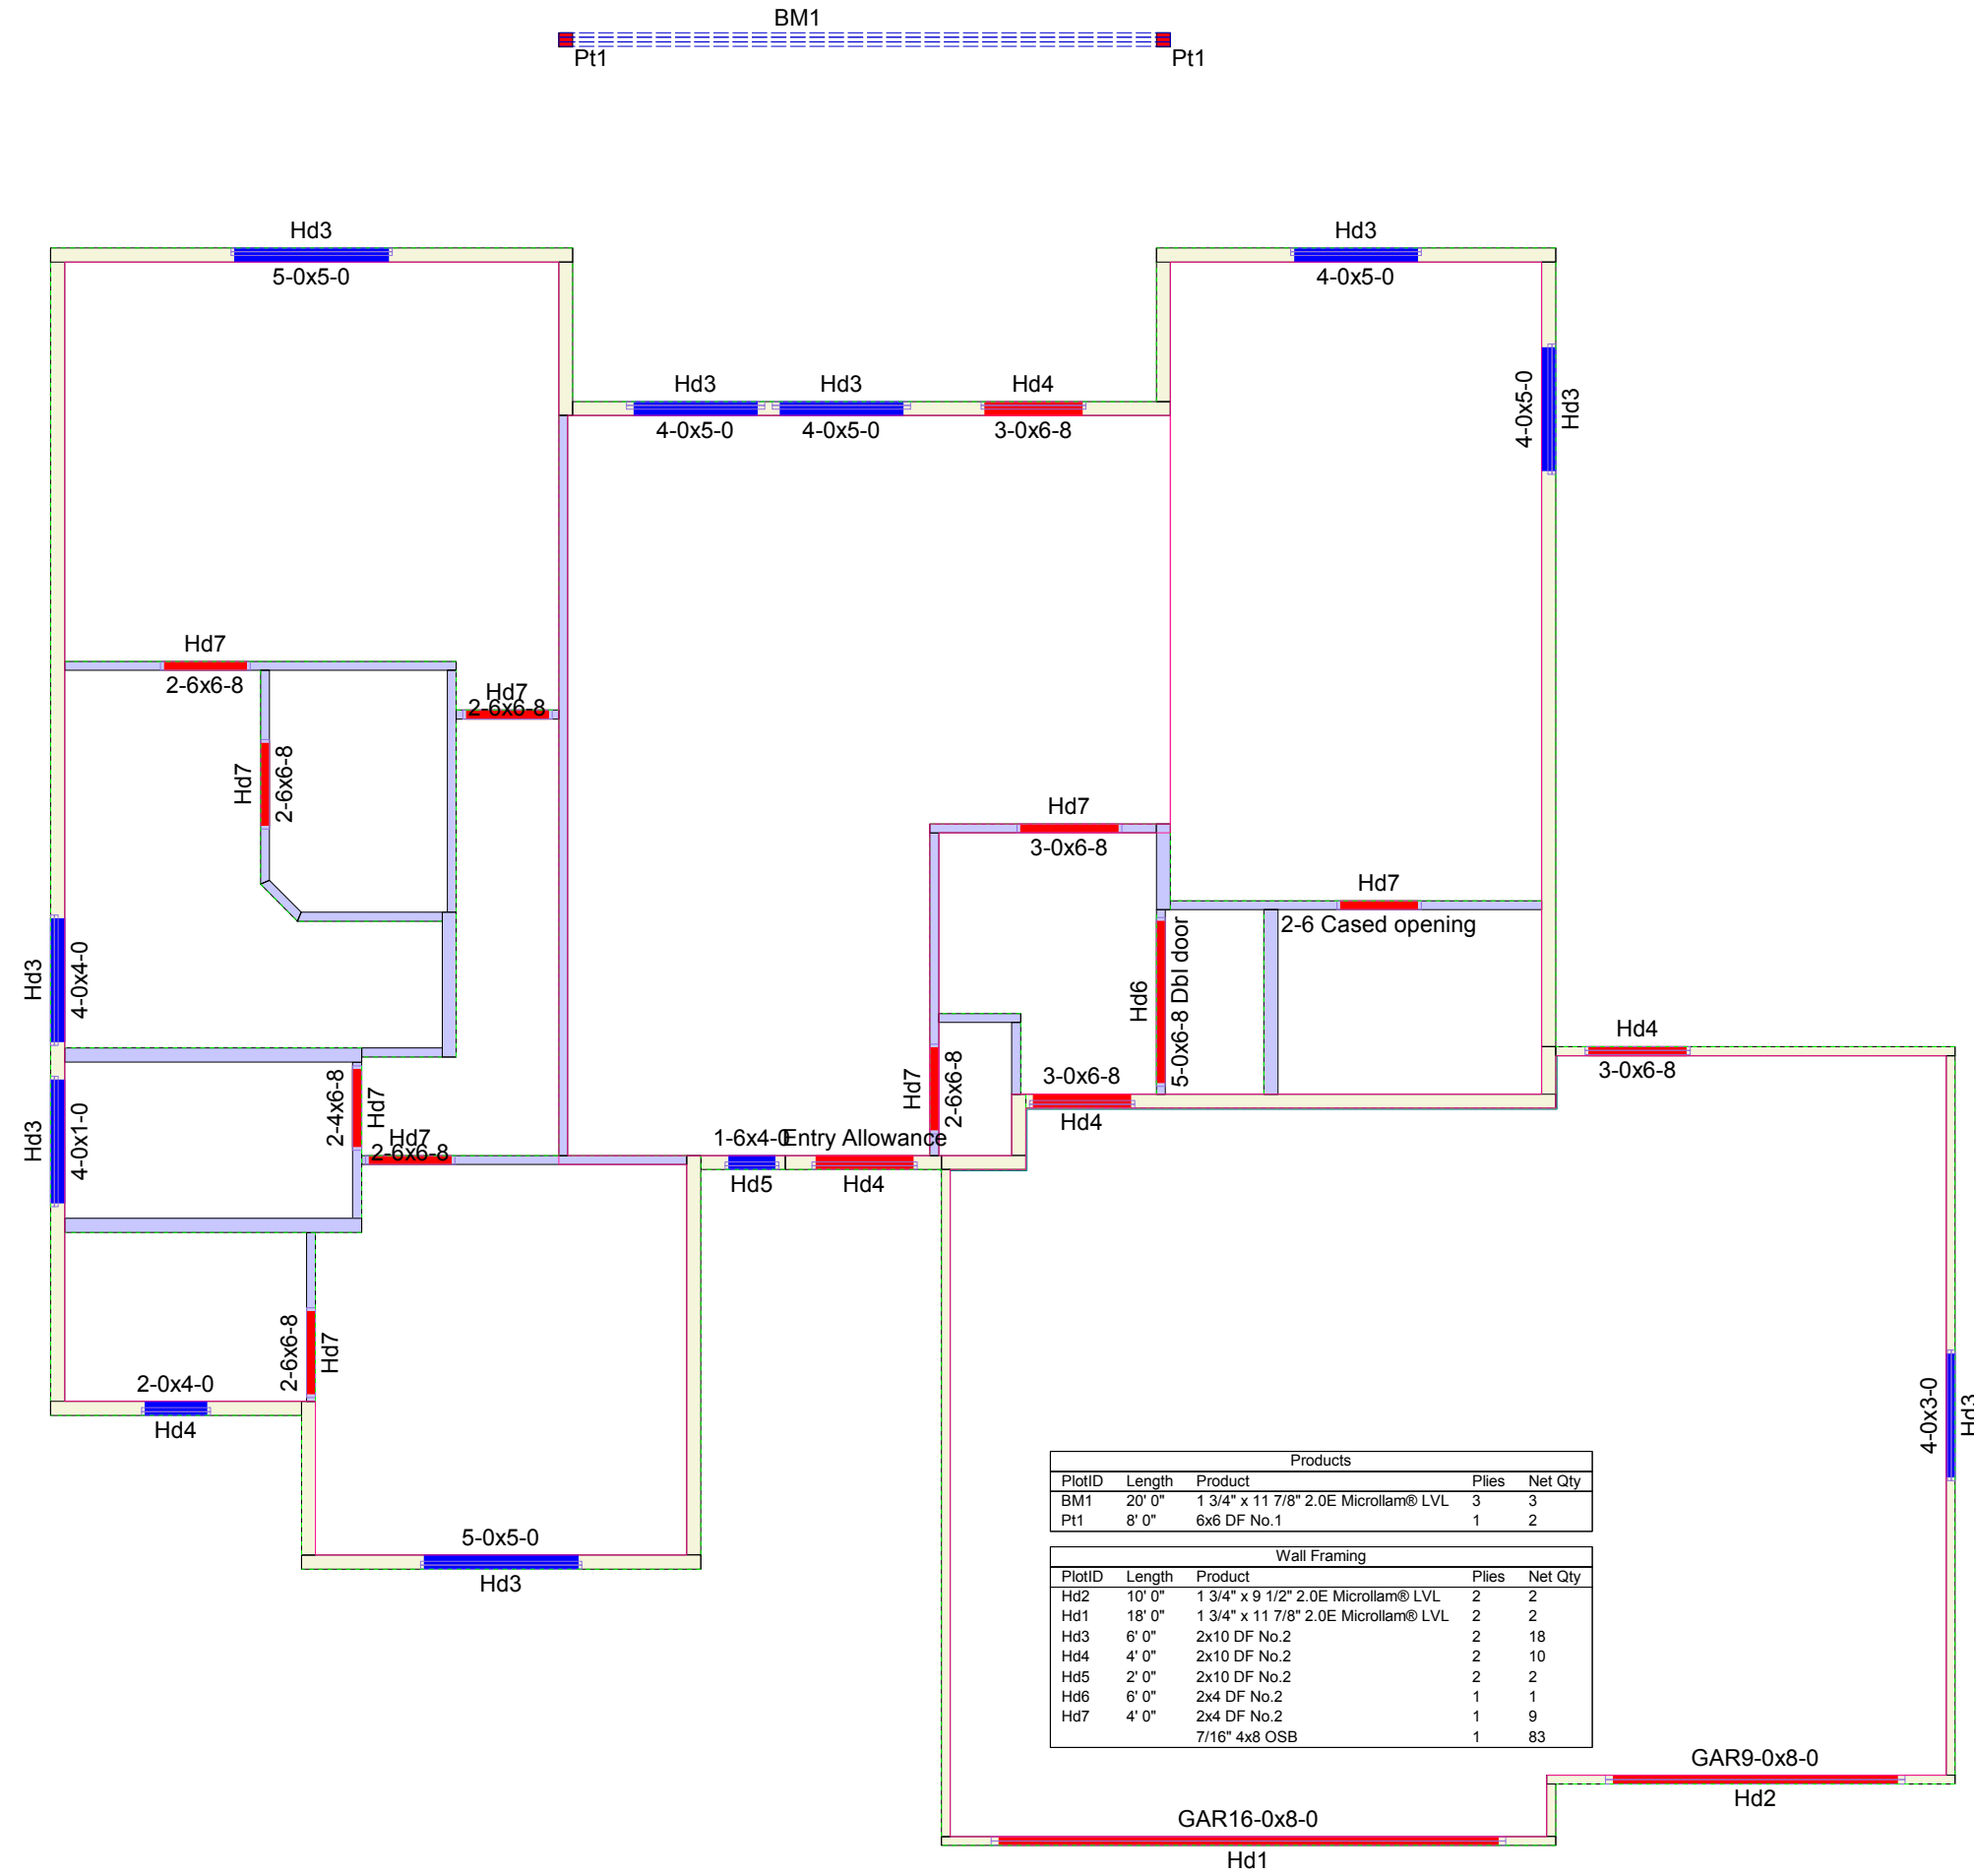 BM1
Pt1
Pt1
Hd3
5-0x5-0
Hd3
4-0x5-0
Hd3
4-0x5-0
Hd3
4-0x5-0
Hd4
3-0x6-8
4-0x5-0
Hd3
Hd7
2-6x6-8
Hd7
2-6x6-8
Hd7
2-6x6-8
Hd7
3-0x6-8
Hd7
2-6 Cased opening
Hd3
4-0x4-0
Hd6
5-0x6-8 Dbl door
Hd4
3-0x6-8
Hd3
4-0x1-0
2-4x6-8
Hd7
Hd7
2-6x6-8
Hd7
2-6x6-8
3-0x6-8
Hd4
1-6x4-0
Hd5
Entry Allowance
Hd4
2-6x6-8
Hd7
2-0x4-0
Hd4
4-0x3-0
Hd3
5-0x5-0
Hd3
Products
PlotID Length Product Plies Net Qty
BM1 20' 0" 1 3/4" x 11 7/8" 2.0E Microllam® LVL 3 3
Pt1 8' 0" 6x6 DF No.1 1 2
Wall Framing
PlotID Length Product Plies Net Qty
Hd2 10' 0" 1 3/4" x 9 1/2" 2.0E Microllam® LVL 2 2
Hd1 18' 0" 1 3/4" x 11 7/8" 2.0E Microllam® LVL 2 2
Hd3 6' 0" 2x10 DF No.2 2 18
Hd4 4' 0" 2x10 DF No.2 2 10
Hd5 2' 0" 2x10 DF No.2 2 2
Hd6 6' 0" 2x4 DF No.2 1 1
Hd7 4' 0" 2x4 DF No.2 1 9
7/16" 4x8 OSB 1 83
GAR9-0x8-0
Hd2
GAR16-0x8-0
Hd1